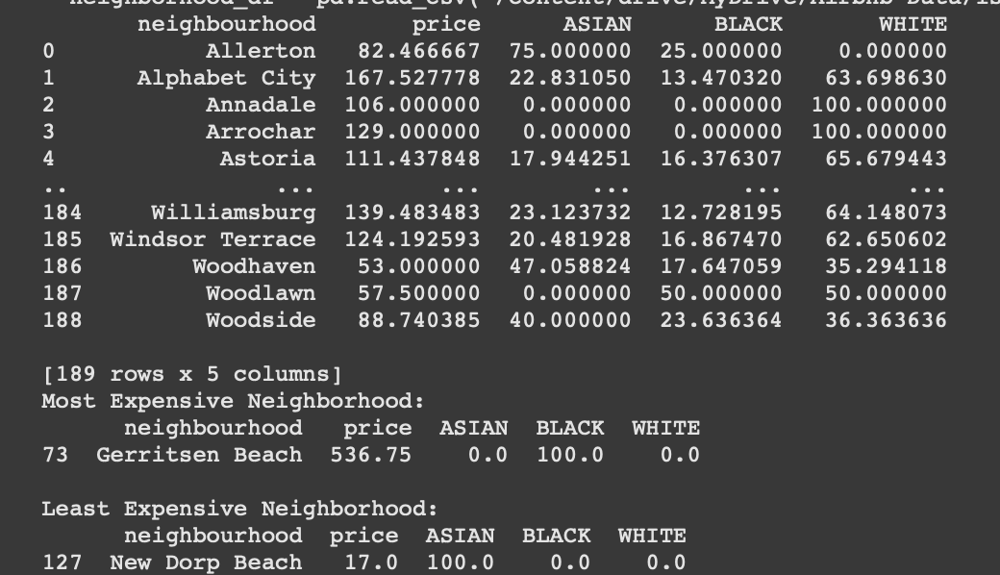 neighbourhood price ASIAN BLACK WHITE
0 Allerton 82.466667 75.000000 25.000000 0.000000
1 Alphabet City 167.527778 22.831050 13.470320 63.698630
2 Annadale 106.000000 0.000000 0.000000 100.000000
3 Arrochar 129.000000 0.000000 0.000000 100.000000
4 Astoria 111.437848 17.944251 16.376307 65.679443
.. ... ... ... ... ...
184 Williamsburg 139.483483 23.123732 12.728195 64.148073
185 Windsor Terrace 124.192593 20.481928 16.867470 62.650602
186 Woodhaven 53.000000 47.058824 17.647059 35.294118
187 Woodlawn 57.500000 0.000000 50.000000 50.000000
188 Woodside 88.740385 40.000000 23.636364 36.363636
[189 rows x 5 columns]
Most Expensive Neighborhood:
neighbourhood price ASIAN BLACK WHITE
73 Gerritsen Beach 536.75 0.0 100.0 0.0
Least Expensive Neighborhood:
neighbourhood price ASIAN BLACK WHITE
127 New Dorp Beach 17.0 100.0 0.0 0.0